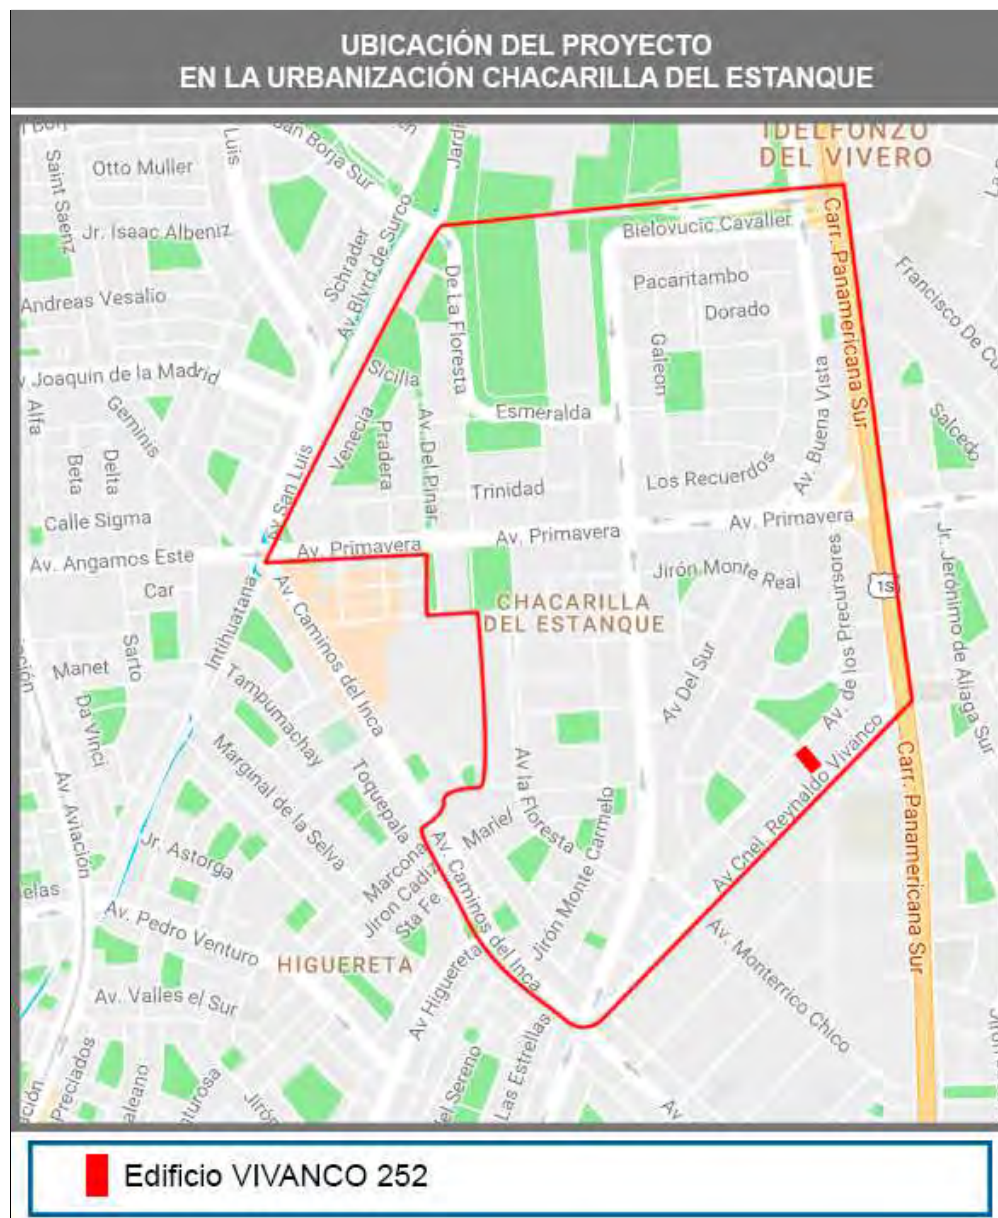 UBICACIÓN DEL PROYECTO
EN LA URBANIZACIÓN CHACARILLA DEL ESTANQUE
IDELFONZO
DEL VIVERO
Luis
San Borja Sur
Saint Saenz
Otto Muller
Jr. Isaac Albeniz
Schrader
Av. Blvrd. de Surco
Bielovucic Cavalier
Carr. Panamericana Sur
Francisco De
De La Floresta
Pacaritambo
Dorado
Andreas Vesalio
Galeon
Joaquin de la Madrid
Sicilla
Av. Buena Vista
Alfa
Geminis
Venecia
Pradera
Av. Del Pinar
Esmeralda
Salcedo
Beta
Delta
Av San Luis
Trinidad
Los Recuerdos
Calle Sigma
Av. Primavera
Av. Primavera
Av. Primavera
Av. Angamos Este
Car
Jirón Monte Real
1S
Jr. Jerónimo de Aliaga Sur
Intihuatana
Av. Caminos del Inca
CHACARILLA
DEL ESTANQUE
Av. de los Precursores
Manet
Sarto
Da Vinci
Tampumachay
Av Del Sur
Av. Aviación
Marginal de la Selva
Toquepala
Av la Floresta
Av Cnel. Reynaldo Vivanco
Carr. Panamericana Sur
Jr. Astorga
Mariel
Marcona
Jiron Cadiz
Sta Fe
Av. Caminos del Inca
Jirón Monte Carmelo
Av. Pedro Venturo
HIGUERETA
Av Higuereta
Av. Monterrico Chico
Av. Valles el Sur
Las Estrellas
Preciados
Sereno
Av
Edificio VIVANCO 252